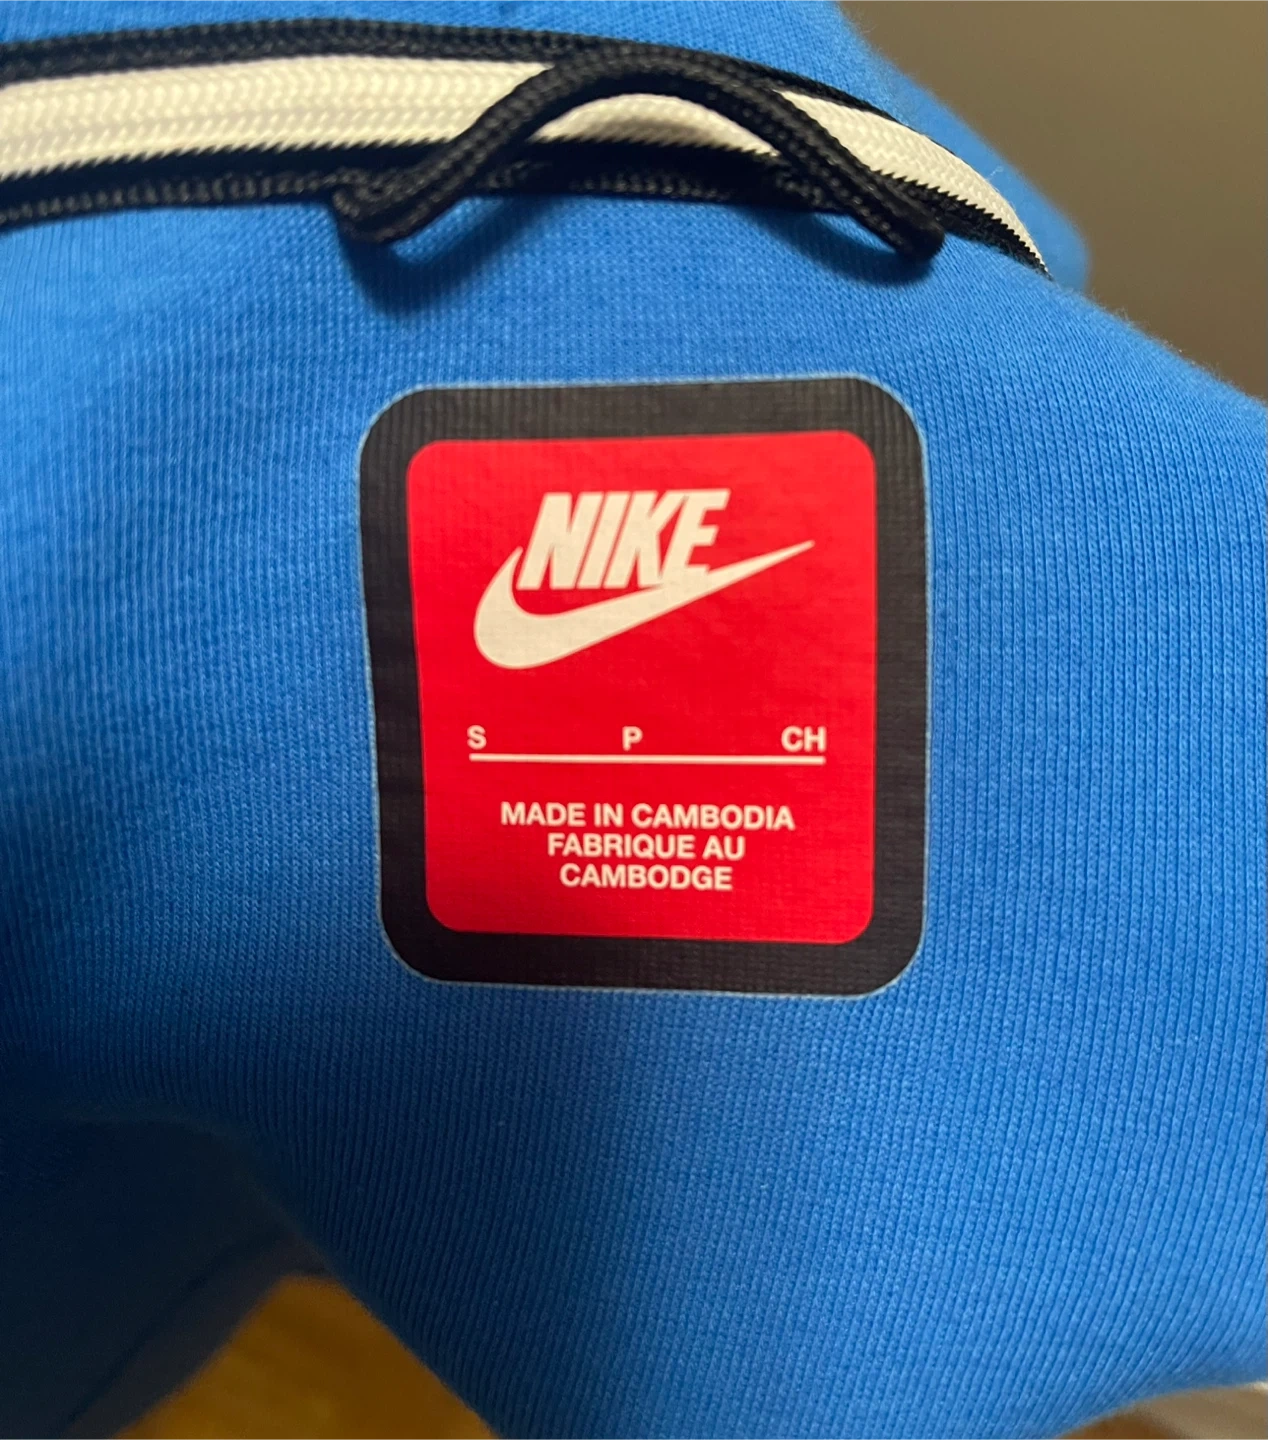 NIKE
S P CH
MADE IN CAMBODIA
FABRIQUE AU
CAMBODGE